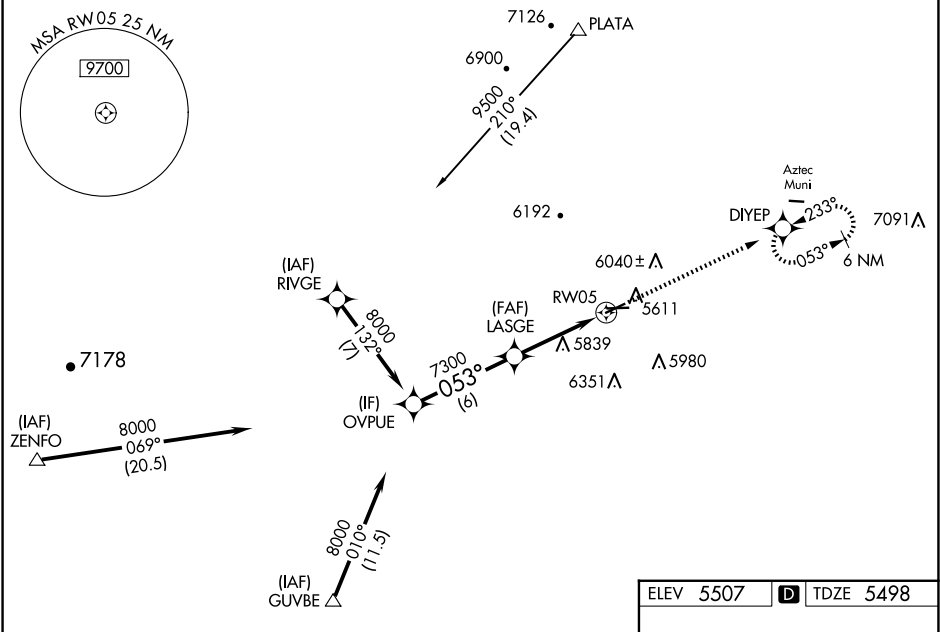 MSA RW05 25 NM
9700
7126
PLATA
6900
9500
210°
(19.4)
6192
Aztec
Muni
DIYEP
233°
7091
053°
6 NM
6040±
(IAF)
RIVGE
8000
132°
(7)
RW05
5611
(FAF)
LASGE
5839
5980
6351
7178
7300
053°
(6)
(IF)
OVPUE
(IAF)
ZENFO
8000
069°
(20.5)
8000
010°
(11.5)
(IAF)
GUVBE
ELEV 5507 D TDZE 5498